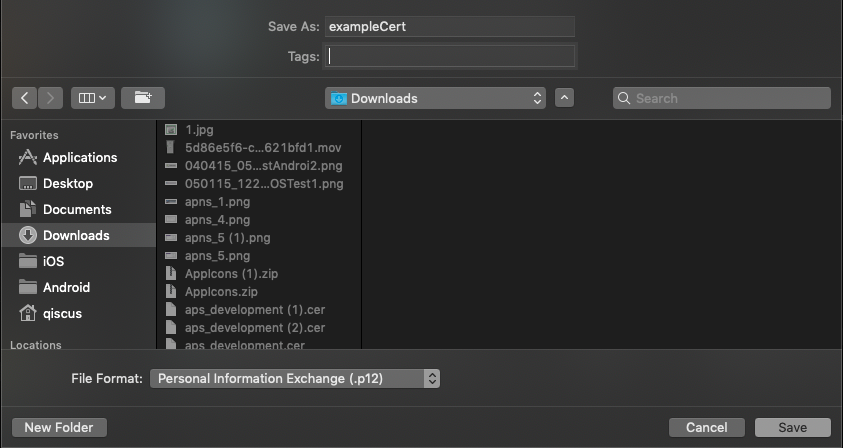 Save As: exampleCert
Tags:
Downloads
Search
Favorites
Applications
Desktop
Documents
Downloads
iOS
Android
qiscus
Locations
1.jpg
5d86e5f6-c...621bfd1.mov
040415_05...stAndroi2.png
050115_122...OSTest1.png
apns_1.png
apns_4.png
apns_5 (1).png
apns_5.png
AppIcons (1).zip
AppIcons.zip
aps_development (1).cer
aps_development (2).cer
aps_development.cer
File Format: Personal Information Exchange (.p12)
New Folder
Cancel
Save